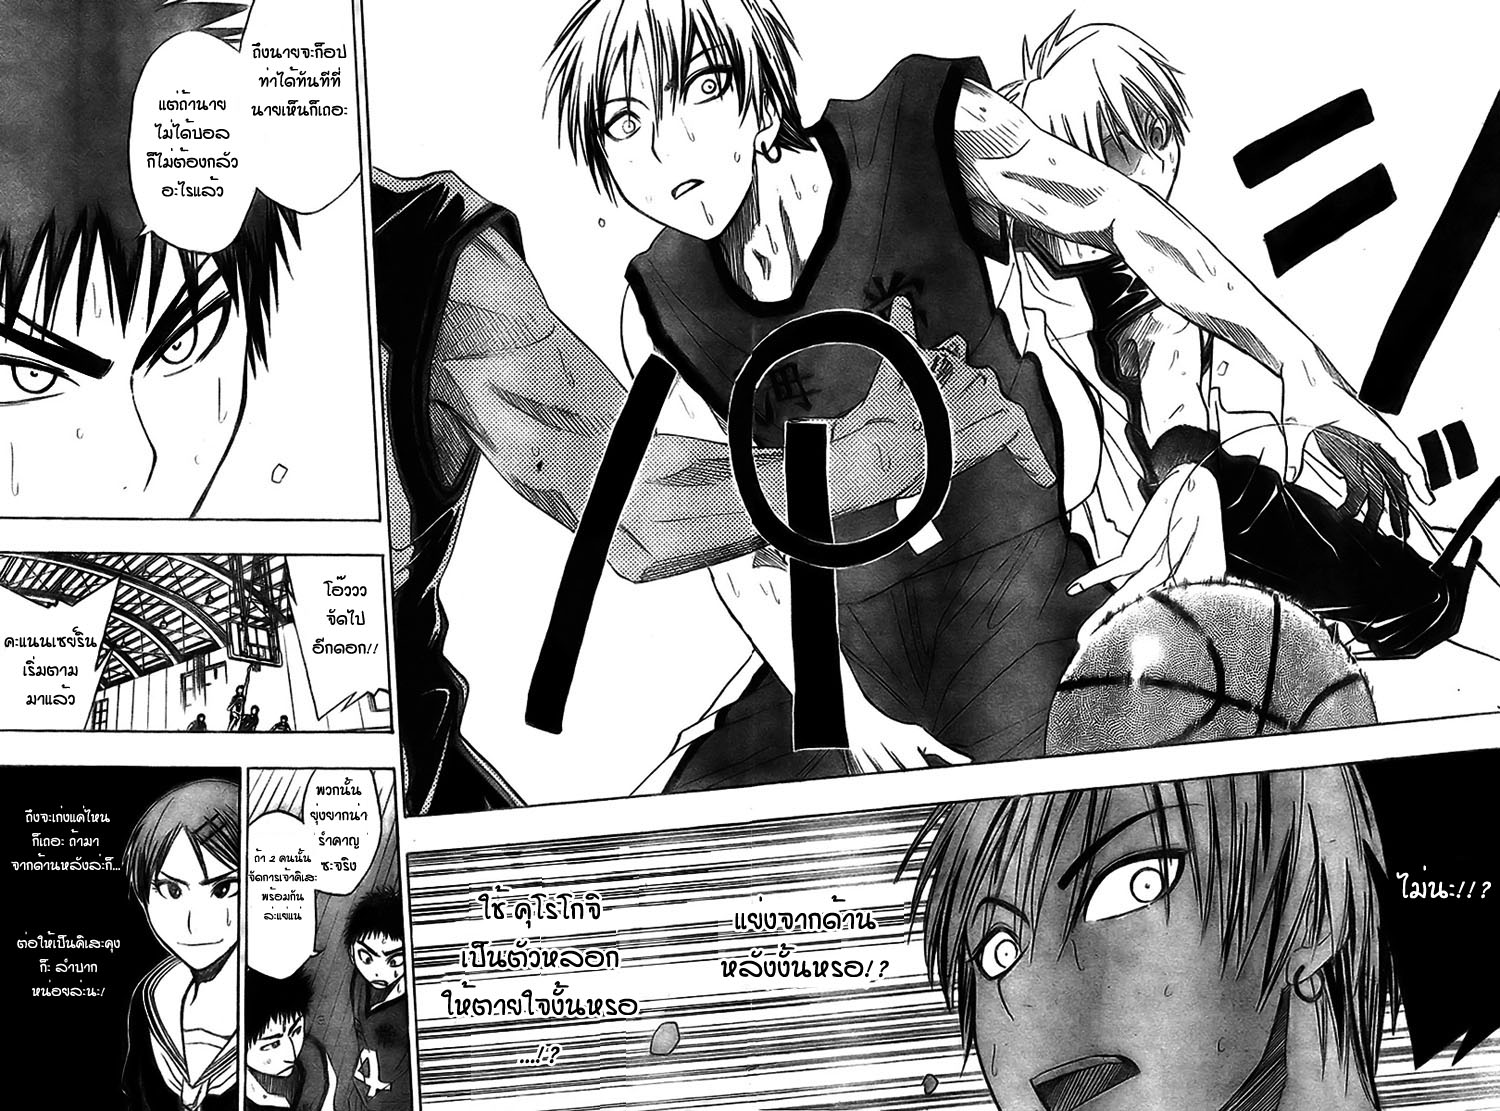 ไม่นะ!!?
แย่งจากด้าน
หลังงั้นหรอ!?
ใช้ คุโรโกจิ
เป็นตัวหลอก
ให้ตายใจงั้นหรอ
...!?
ถึงนายจะก็อป
ท่าได้ทันทีที่
นายเห็นก็เถอะ
แต่ถ้านาย
ไม่ได้บอล
ก็ไม่ต้องกลัว
อะไรแล้ว
โอ๊ววว
จัดไป
อีกดอก!!
คะแนนเซย์ริน
เริ่มตาม
มาแล้ว
พวกนั้น
ยุ่งยากน่า
รำคาญ
ซะจริง
ถ้า 2 คนนั้น
จัดการเจ้าคิเสะ
พร้อมกัน
ล่ะแย่แน่
ถึงจะเก่งแค่ไหน
ก็เถอะ ถ้ามา
จากด้านหลังล่ะก็...
ต่อให้เป็นคิเสะคุง
ก็ะ ลำบาก
หน่อยล่ะนะ!
4